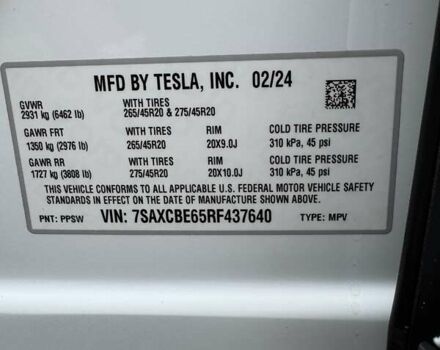 MFD BY TESLA, INC. 02/24
GVWR WITH TIRES
2931 kg (6462 lb) 265/45R20 & 275/45R20
GAWR FRT WITH TIRES RIM COLD TIRE PRESSURE
1350 kg (2976 lb) 265/45R20 20X9.0J 310 kPa, 45 psi
GAWR RR WITH TIRES RIM COLD TIRE PRESSURE
1727 kg (3808 lb) 275/45R20 20X10.0J 310 kPa, 45 psi
THIS VEHICLE CONFORMS TO ALL APPLICABLE U.S. FEDERAL MOTOR VEHICLE SAFETY
STANDARDS IN EFFECT ON THE DATE OF MANUFACTURE SHOWN ABOVE.
PNT: PPSW VIN: 7SAXCBE65RF437640 TYPE: MPV